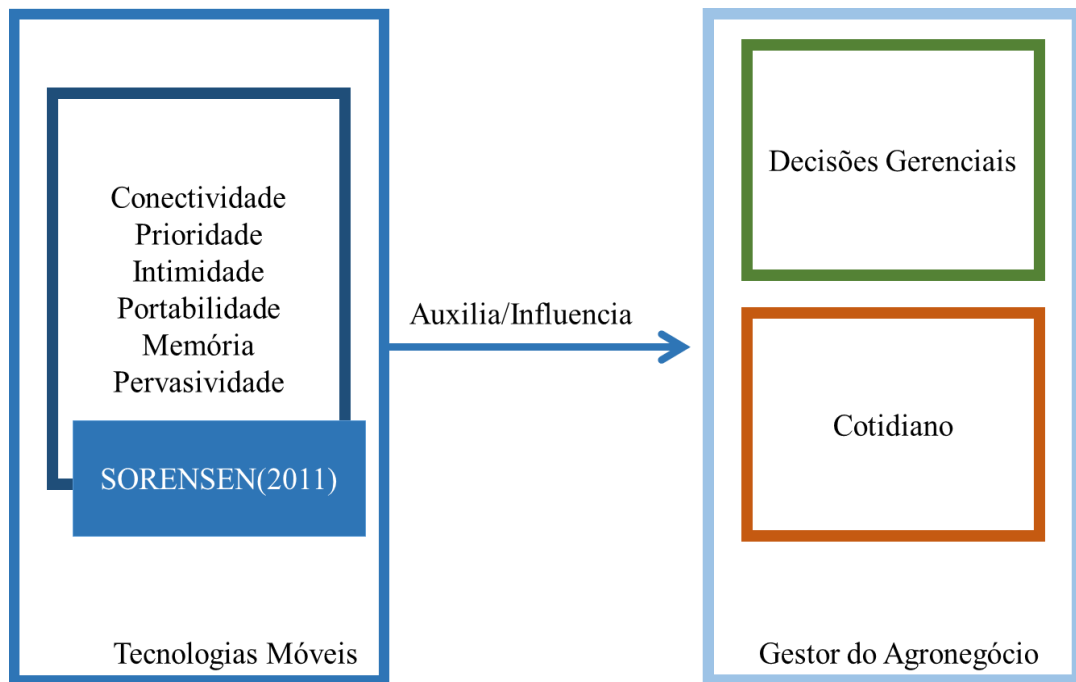 Conectividade
Prioridade
Intimidade
Portabilidade
Memória
Pervasividade
SORENSEN(2011)
Tecnologias Móveis
Auxilia/Influencia
Decisões Gerenciais
Cotidiano
Gestor do Agronegócio